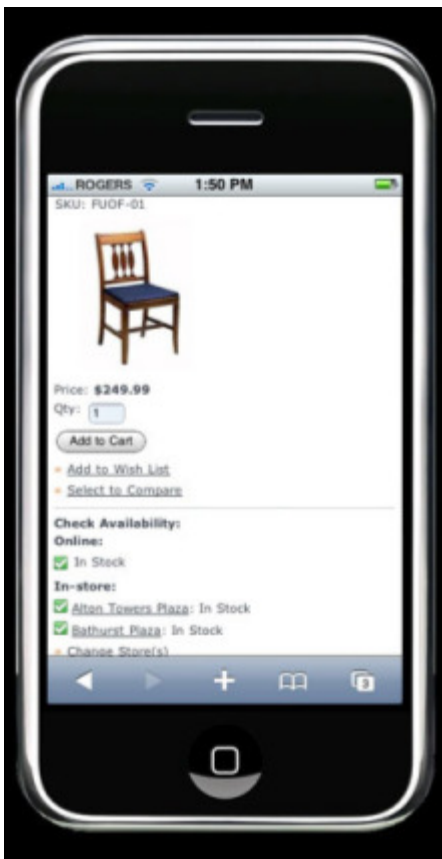 ROGERS 1:50 PM
SKU: FUOF-01
Price: $249.99
Qty: 1
Add to Cart
Add to Wish List
Select to Compare
Check Availability:
Online:
In Stock
In-store:
Alton Towers Plaza: In Stock
Bathurst Plaza: In Stock
Change Store(s)
3